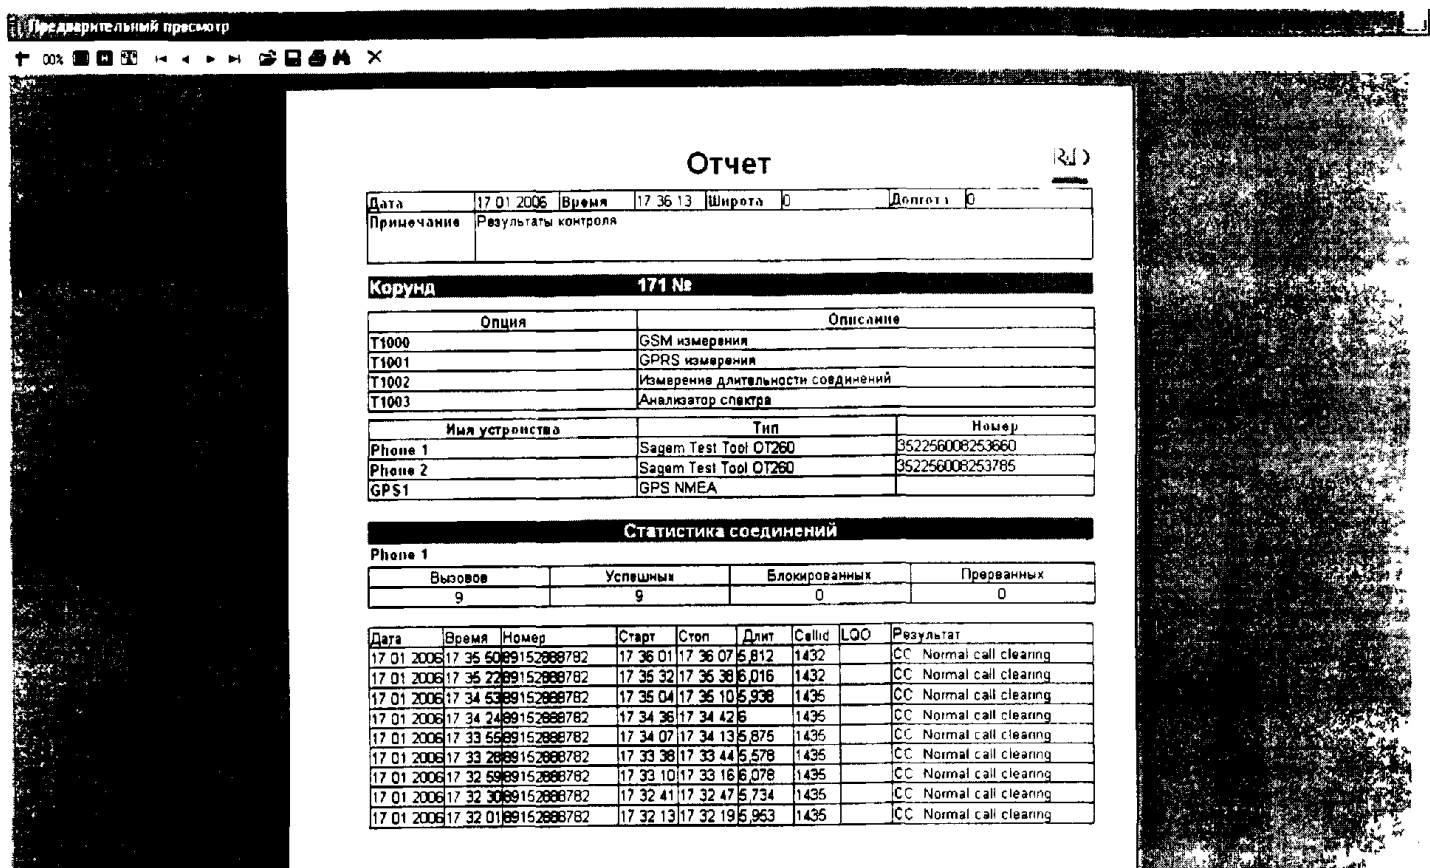 Предварительный просмотр
00%
Отчет
Дата 17 01 2006 Время 17 36 13 Широта 0 Долгота 0
Примечание Результаты контроля
Корунд 171 №
Опция Описание
T1000 GSM измерения
T1001 GPRS измерения
T1002 Измерение длительности соединений
T1003 Анализатор спектра
Имя устройства Тип Номер
Phone 1 Sagem Test Tool OT260 352256008253660
Phone 2 Sagem Test Tool OT260 352256008253785
GPS1 GPS NMEA
Статистика соединений
Phone 1
Вызовов Успешных Блокированных Прерванных
9 9 0 0
Дата Время Номер Старт Стоп Длит Callid LQO Результат
17 01 2006 17 35 50 89152888782 17 36 01 17 36 07 5,812 1432 CC Normal call clearing
17 01 2006 17 35 22 89152888782 17 35 32 17 35 38 6,016 1432 CC Normal call clearing
17 01 2006 17 34 53 89152888782 17 35 04 17 35 10 5,938 1435 CC Normal call clearing
17 01 2006 17 34 24 89152888782 17 34 36 17 34 42 6 1435 CC Normal call clearing
17 01 2006 17 33 55 89152888782 17 34 07 17 34 13 5,875 1435 CC Normal call clearing
17 01 2006 17 33 28 89152888782 17 33 38 17 33 44 5,578 1435 CC Normal call clearing
17 01 2006 17 32 59 89152888782 17 33 10 17 33 16 6,078 1435 CC Normal call clearing
17 01 2006 17 32 30 89152888782 17 32 41 17 32 47 5,734 1435 CC Normal call clearing
17 01 2006 17 32 01 89152888782 17 32 13 17 32 19 5,953 1435 CC Normal call clearing